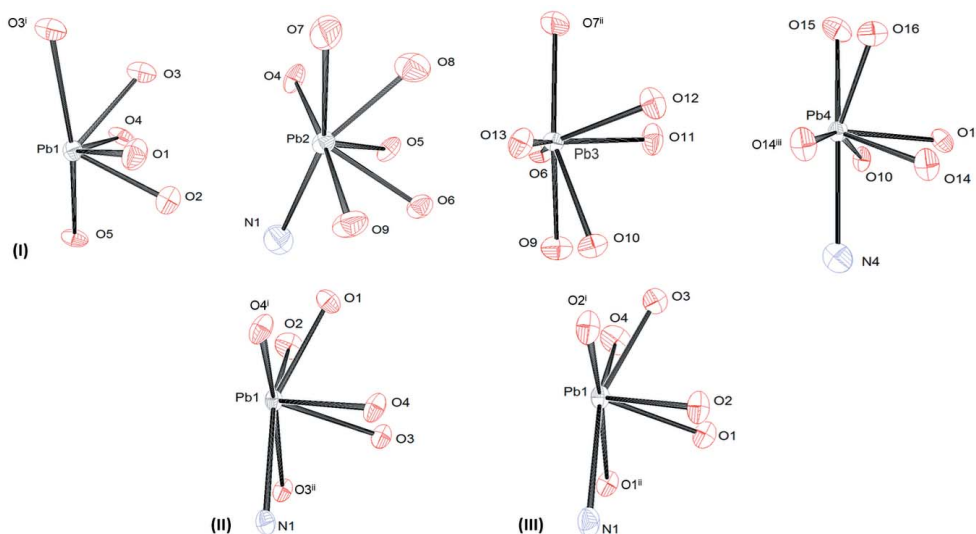 O3ⁱ
O3
O4
Pb1
O1
O2
O5
(I)
O7
O4
O8
Pb2
O5
O6
N1
O9
O7ⁱⁱ
O12
O13
O11
Pb3
O6
O9
O10
O15
O16
Pb4
O1
O14ⁱⁱⁱ
O10
O14
N4
O4ⁱ
O1
O2
Pb1
O4
O3
O3ⁱⁱ
N1
(II)
O2ⁱ
O3
O4
Pb1
O2
O1
O1ⁱⁱ
N1
(III)